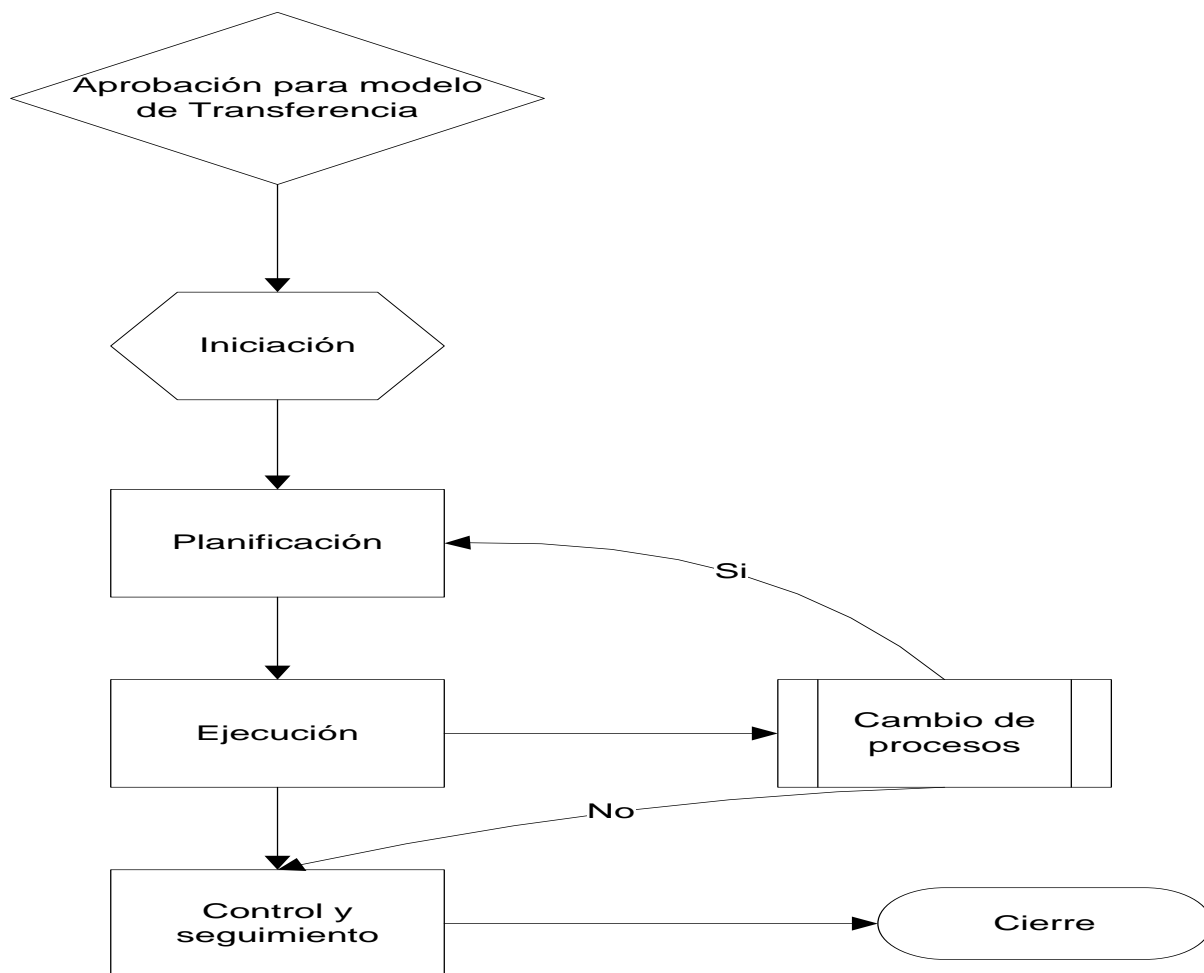 Aprobación para modelo
de Transferencia
Iniciación
Planificación
Si
Ejecución
Cambio de
procesos
No
Control y
seguimiento
Cierre